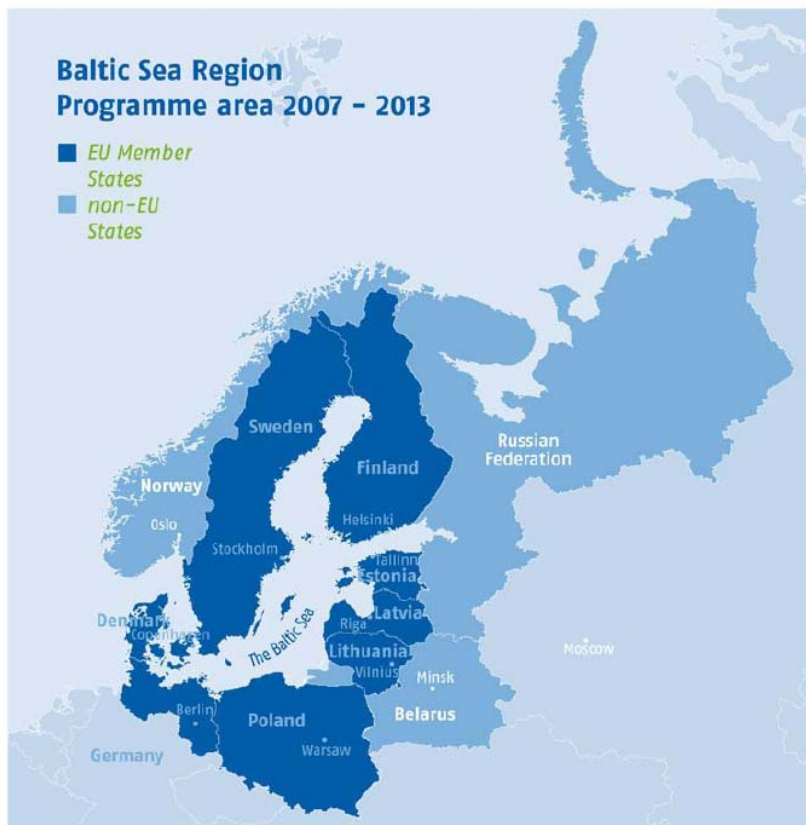 Baltic Sea Region
Programme area 2007 – 2013
EU Member
States
non-EU
States
Sweden
Finland
Russian
Federation
Norway
Oslo
Helsinki
Stockholm
Tallinn
Estonia
Denmark
Copenhagen
The Baltic Sea
Latvia
Riga
Lithuania
Vilnius
Moscow
Minsk
Belarus
Berlin
Poland
Warsaw
Germany